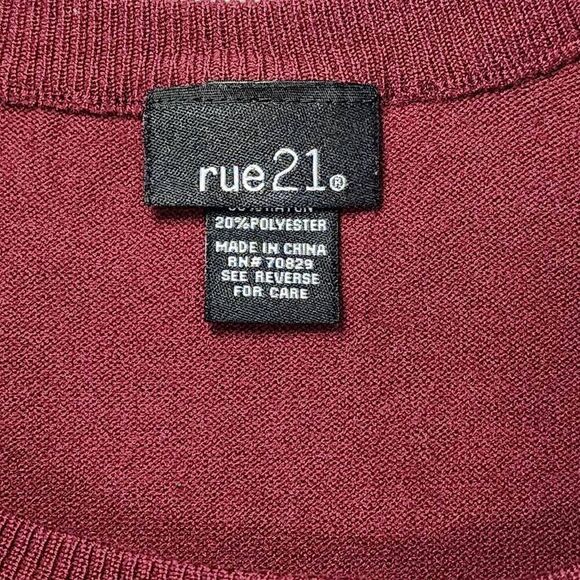 rue21®
20%POLYESTER
MADE IN CHINA
RN# 70829
SEE REVERSE
FOR CARE